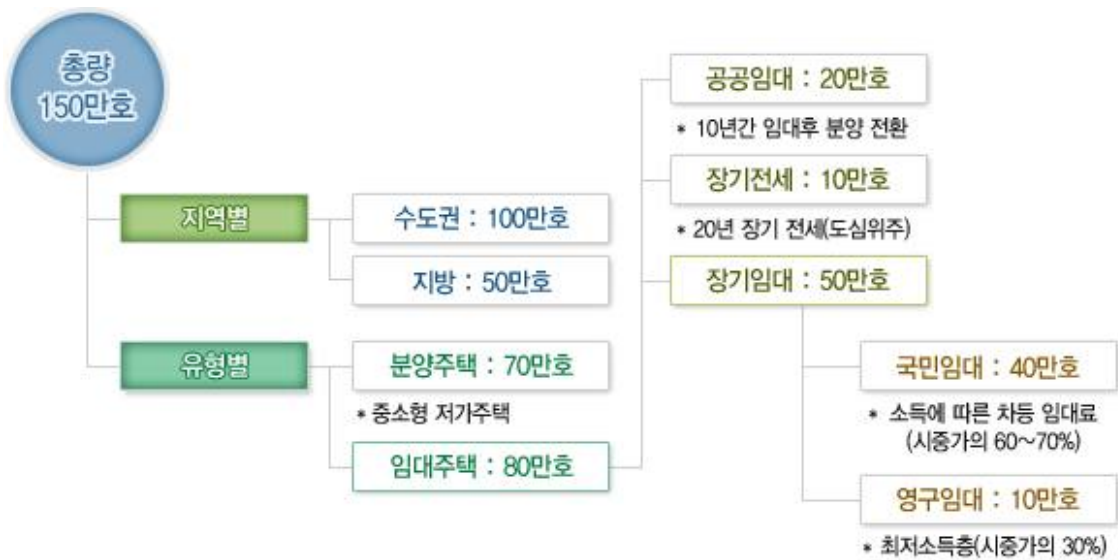 총량
150만호
지역별
수도권 : 100만호
지방 : 50만호
유형별
분양주택 : 70만호
* 중소형 저가주택
임대주택 : 80만호
공공임대 : 20만호
* 10년간 임대후 분양 전환
장기전세 : 10만호
* 20년 장기 전세(도심위주)
장기임대 : 50만호
국민임대 : 40만호
* 소득에 따른 차등 임대료
(시중가의 60~70%)
영구임대 : 10만호
* 최저소득층(시중가의 30%)